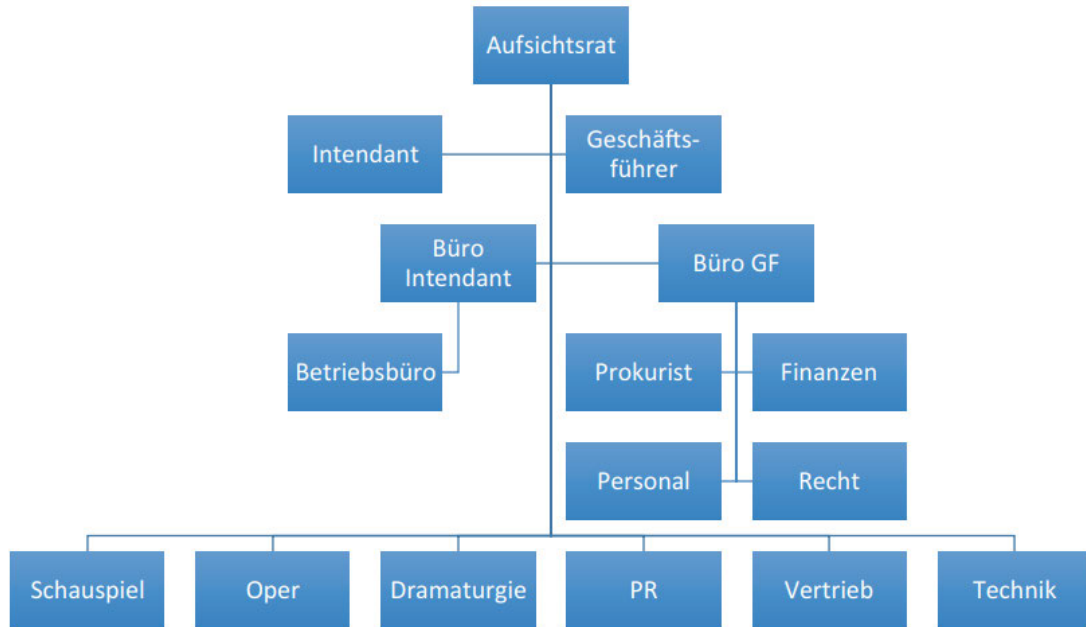 Aufsichtsrat
Intendant
Geschäfts-
führer
Büro
Intendant
Büro GF
Betriebsbüro
Prokurist
Finanzen
Personal
Recht
Schauspiel
Oper
Dramaturgie
PR
Vertrieb
Technik